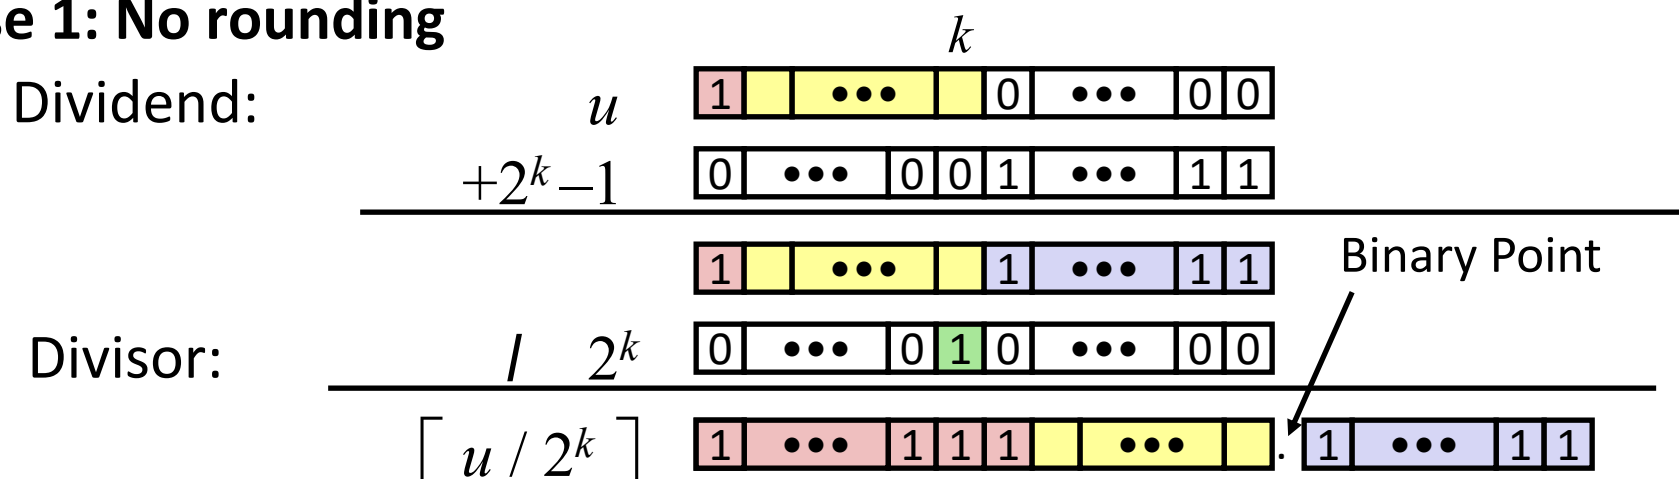 e 1: No rounding
k
Dividend: u 1 ••• 0 ••• 0 0
+2^k –1 0 ••• 0 0 1 ••• 1 1
1 ••• 1 ••• 1 1
Binary Point
Divisor: / 2^k 0 ••• 0 1 0 ••• 0 0
⌈ u / 2^k ⌉ 1 ••• 1 1 1 ••• . 1 ••• 1 1